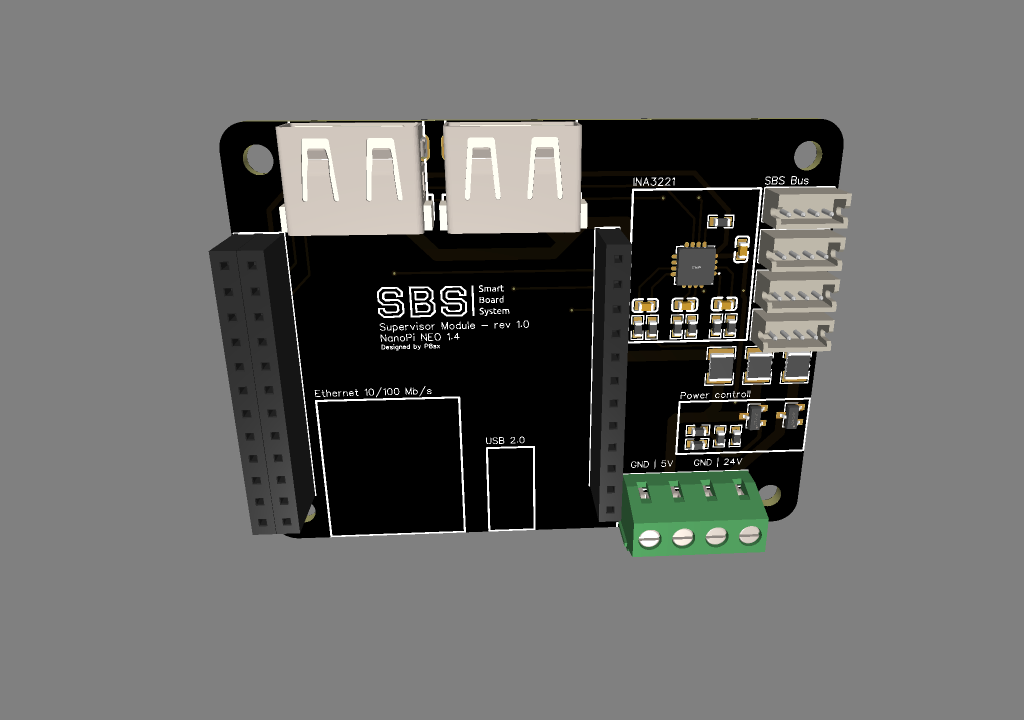 INA3221
SBS Bus
SBS
Smart
Board
System
Supervisor Module - rev 1.0
NanoPi NEO 1.4
Designed by PBax
Ethernet 10/100 Mb/s
Power controll
USB 2.0
GND | 5V
GND | 24V